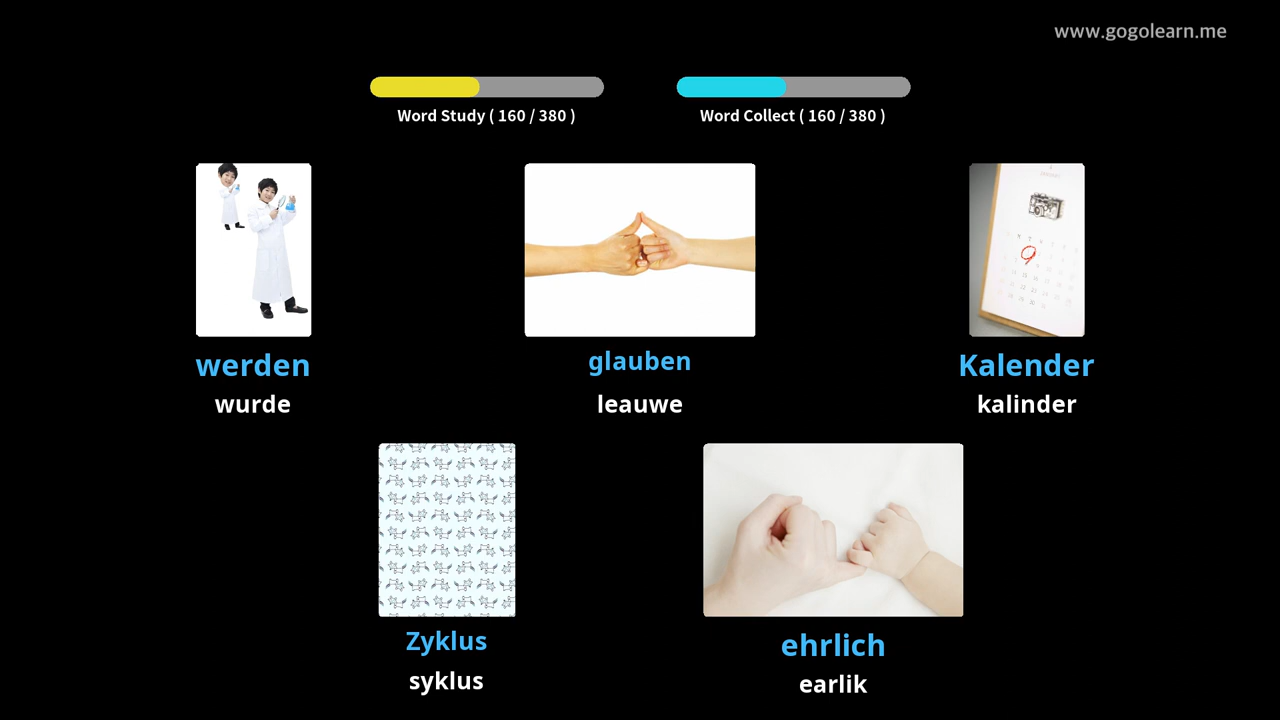 www.gogolearn.me
Word Study ( 160 / 380 )
Word Collect ( 160 / 380 )
werden
wurde
glauben
leauwe
Kalender
kalinder
Zyklus
syklus
ehrlich
earlik